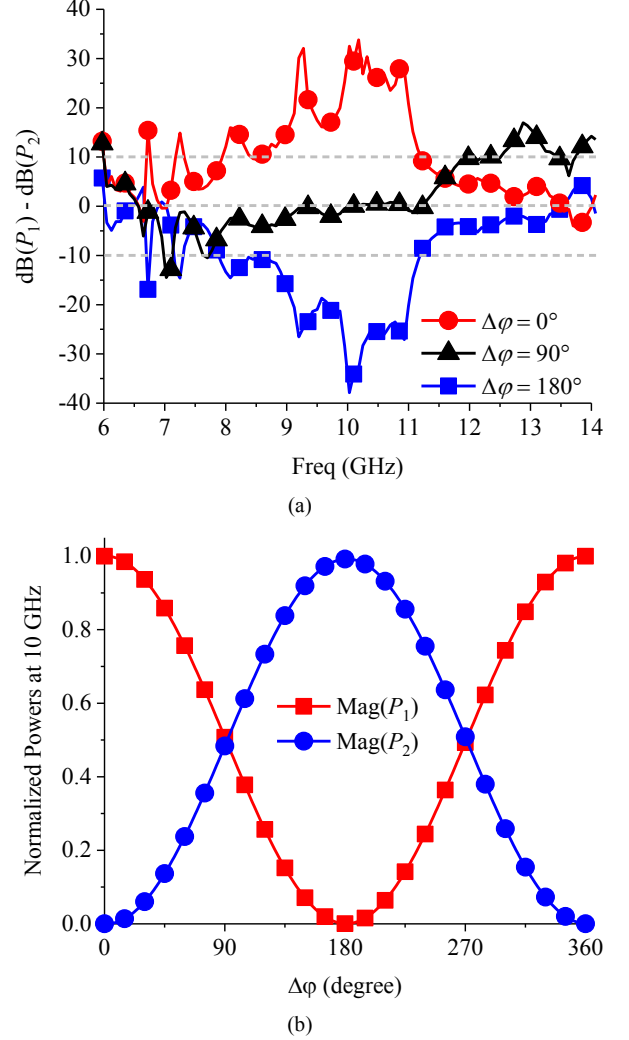 40
30
20
10
0
-10
-20
-30
-40
dB(P₁) - dB(P₂)
Δφ = 0°
Δφ = 90°
Δφ = 180°
6 7 8 9 10 11 12 13 14
Freq (GHz)
(a)
1.0
0.8
0.6
0.4
0.2
0.0
Normalized Powers at 10 GHz
Mag(P₁)
Mag(P₂)
0 90 180 270 360
Δφ (degree)
(b)